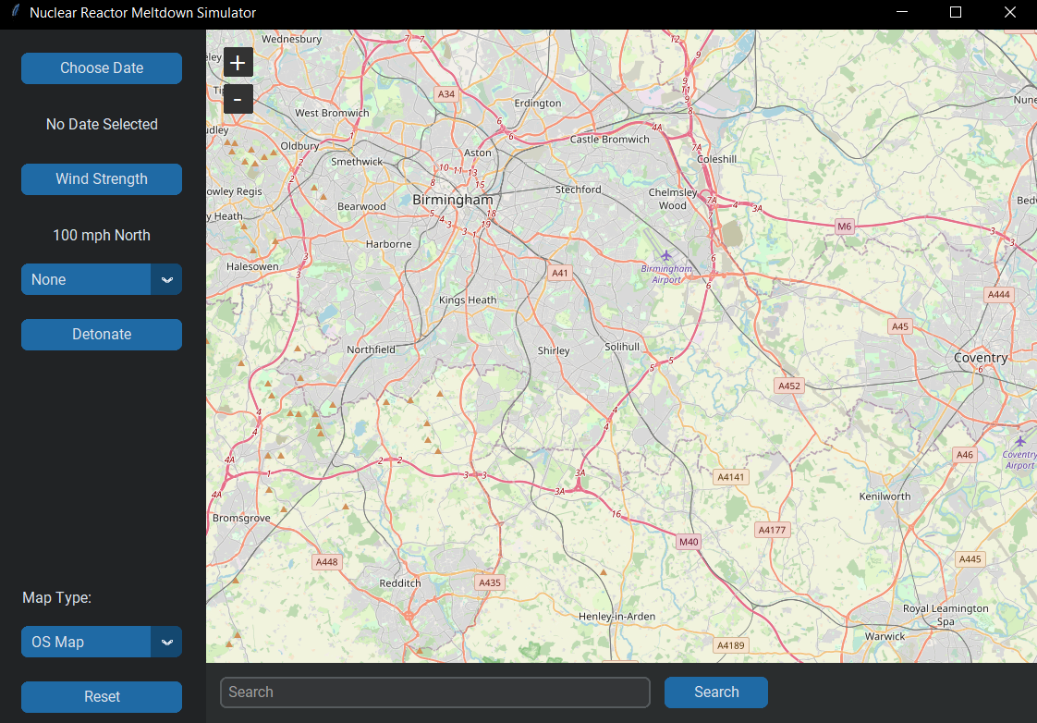 Nuclear Reactor Meltdown Simulator
Choose Date
No Date Selected
Wind Strength
100 mph North
None
Detonate
Map Type:
OS Map
Reset
+
-
Wednesbury
A34
Erdington
West Bromwich
Castle Bromwich
Oldbury
Smethwick
Aston
Coleshill
Stechford
Chelmsley
Wood
Birmingham
Bearwood
M6
Harborne
Halesowen
A41
Birmingham
Airport
Kings Heath
A444
A45
Northfield
Shirley
Solihull
Coventry
A452
A46
Coventry
Airport
A4141
Kenilworth
Bromsgrove
A4177
M40
A448
A445
Redditch
A435
Henley-in-Arden
Royal Leamington
Spa
Warwick
A4189
Search
Search